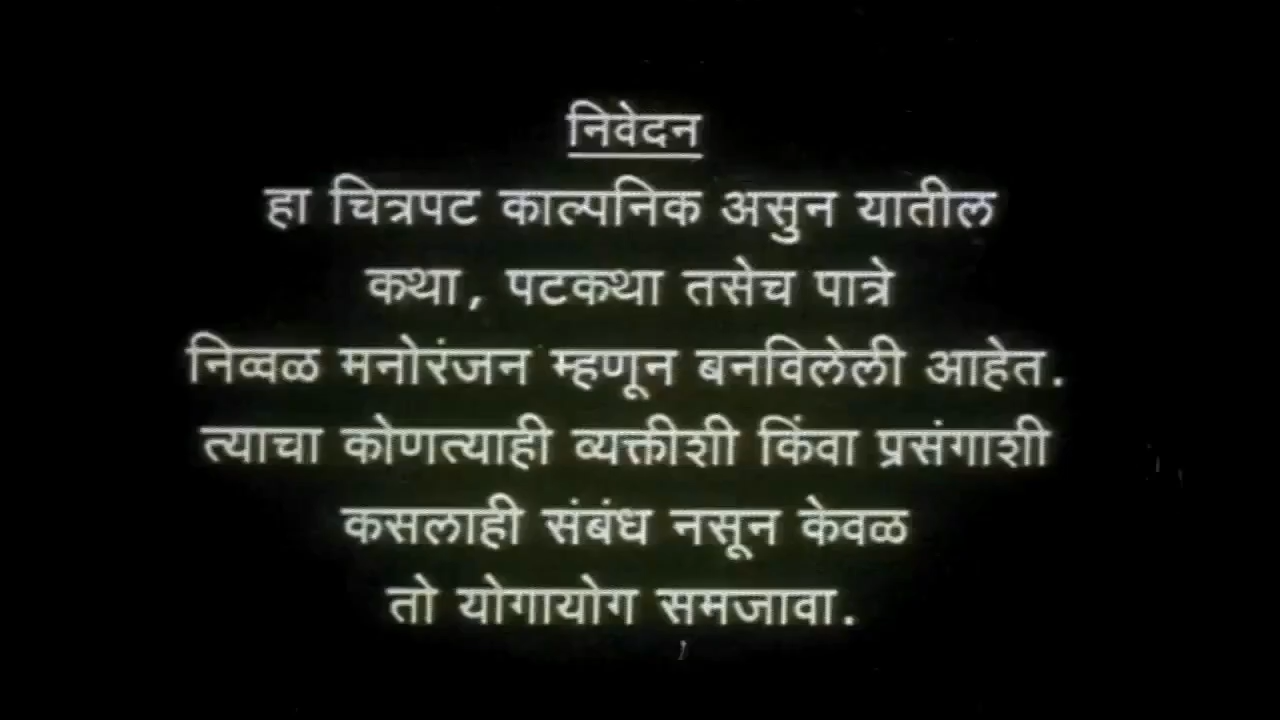 निवेदन
हा चित्रपट काल्पनिक असुन यातील
कथा, पटकथा तसेच पात्रे
निव्वळ मनोरंजन म्हणून बनविलेली आहेत.
त्याचा कोणत्याही व्यक्तीशी किंवा प्रसंगाशी
कसलाही संबंध नसून केवळ
तो योगायोग समजावा.